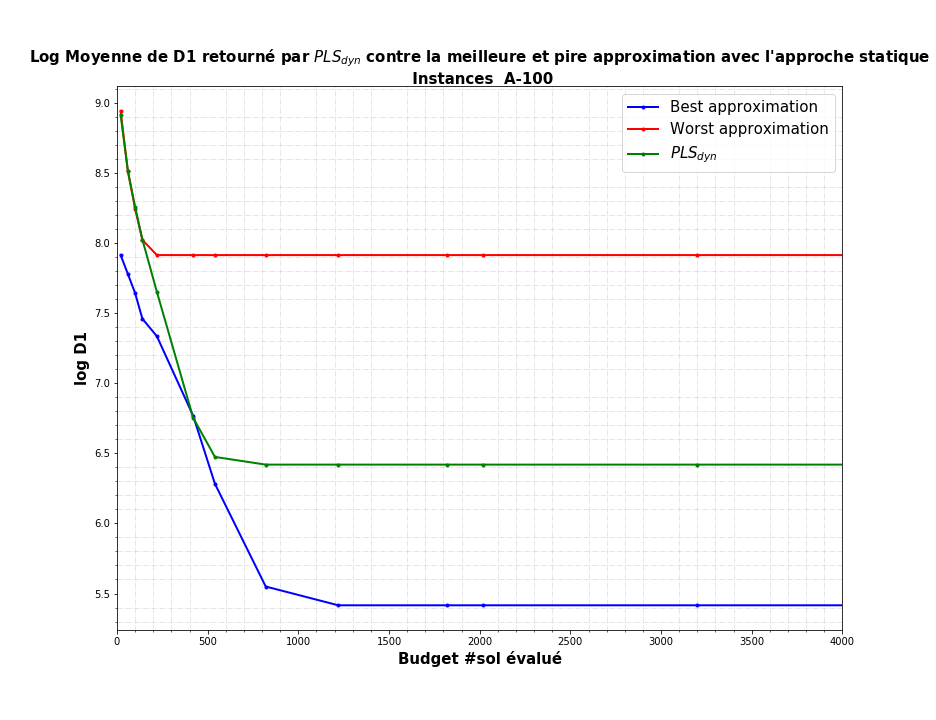 Log Moyenne de D1 retourné par PLSdyn contre la meilleure et pire approximation avec l'approche statique
Instances A-100
Best approximation
Worst approximation
PLSdyn
log D1
9.0
8.5
8.0
7.5
7.0
6.5
6.0
5.5
0 500 1000 1500 2000 2500 3000 3500 4000
Budget #sol évalué